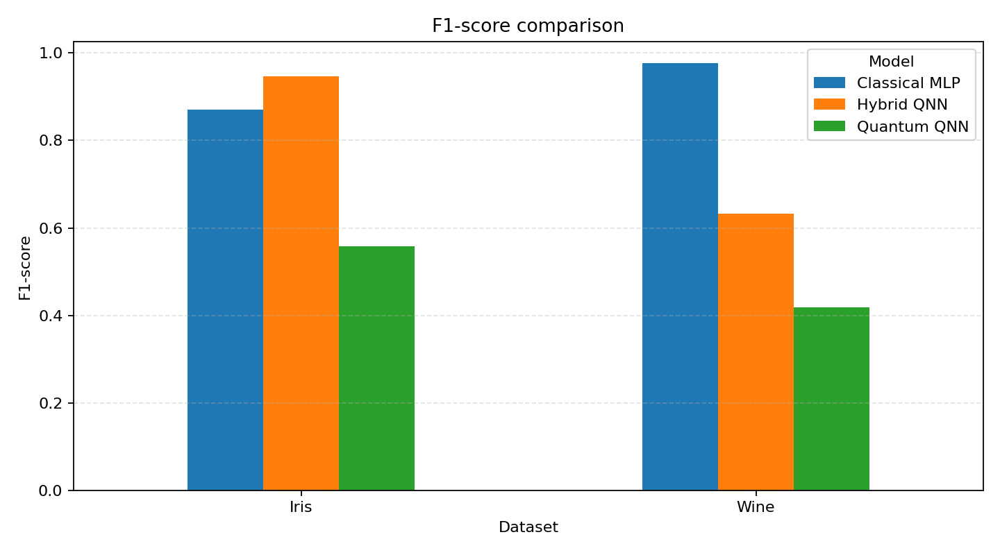 F1-score comparison
Model
Classical MLP
Hybrid QNN
Quantum QNN
1.0
0.8
0.6
0.4
0.2
0.0
F1-score
Iris
Wine
Dataset